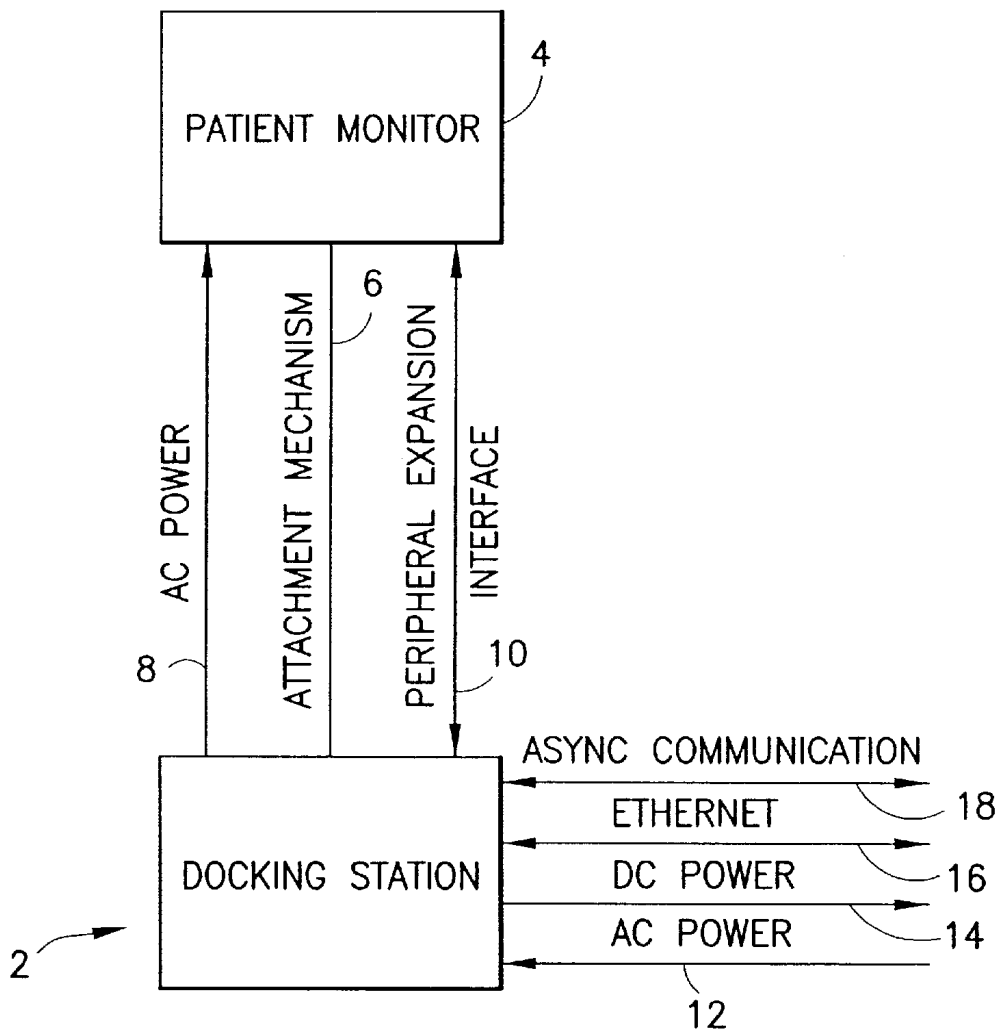 4
PATIENT MONITOR
6
AC POWER
ATTACHMENT MECHANISM
PERIPHERAL EXPANSION
INTERFACE
8
10
ASYNC COMMUNICATION
18
ETHERNET
16
DOCKING STATION
DC POWER
14
AC POWER
2
12